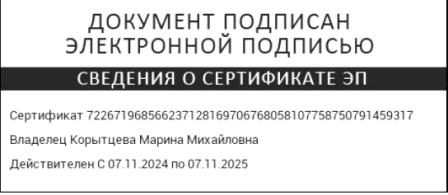 ДОКУМЕНТ ПОДПИСАН
ЭЛЕКТРОННОЙ ПОДПИСЬЮ
СВЕДЕНИЯ О СЕРТИФИКАТЕ ЭП
Сертификат 722671968566237128169706768058107758750791459317
Владелец Корытцева Марина Михайловна
Действителен С 07.11.2024 по 07.11.2025